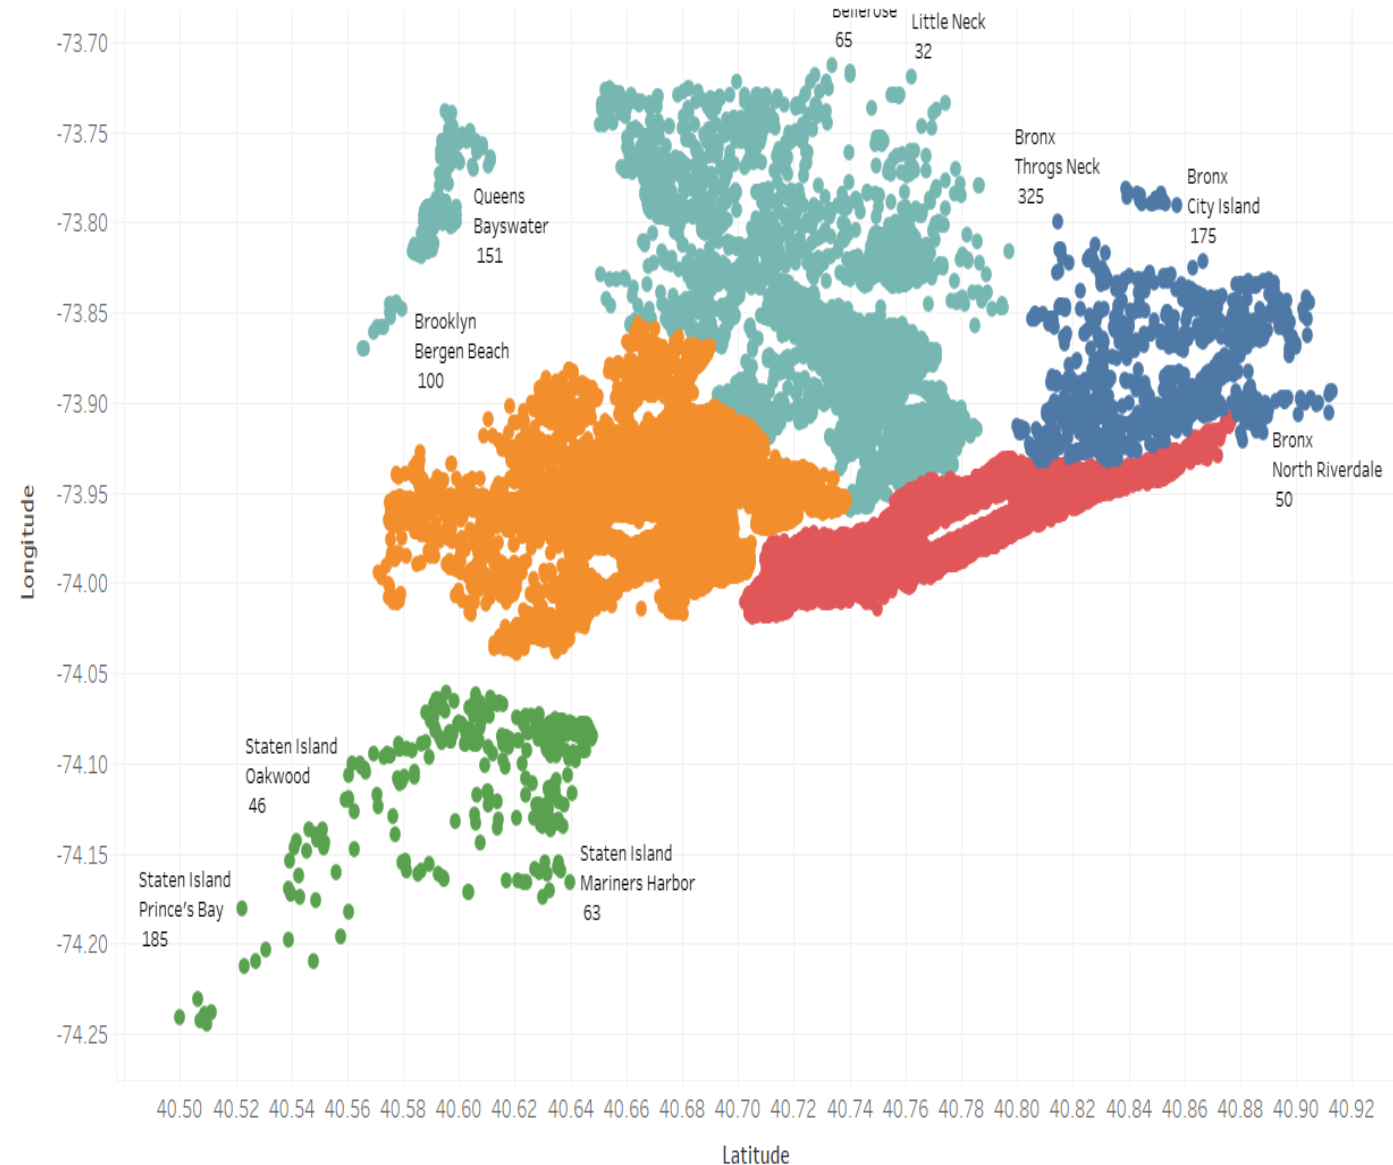 Bellerose
65
Little Neck
32
-73.70
-73.75
-73.80
-73.85
-73.90
-73.95
-74.00
-74.05
-74.10
-74.15
-74.20
-74.25
Longitude
Bronx
Throgs Neck
325
Bronx
City Island
175
Queens
Bayswater
151
Brooklyn
Bergen Beach
100
Bronx
North Riverdale
50
Staten Island
Oakwood
46
Staten Island
Mariners Harbor
63
Staten Island
Prince's Bay
185
40.50 40.52 40.54 40.56 40.58 40.60 40.62 40.64 40.66 40.68 40.70 40.72 40.74 40.76 40.78 40.80 40.82 40.84 40.86 40.88 40.90 40.92
Latitude